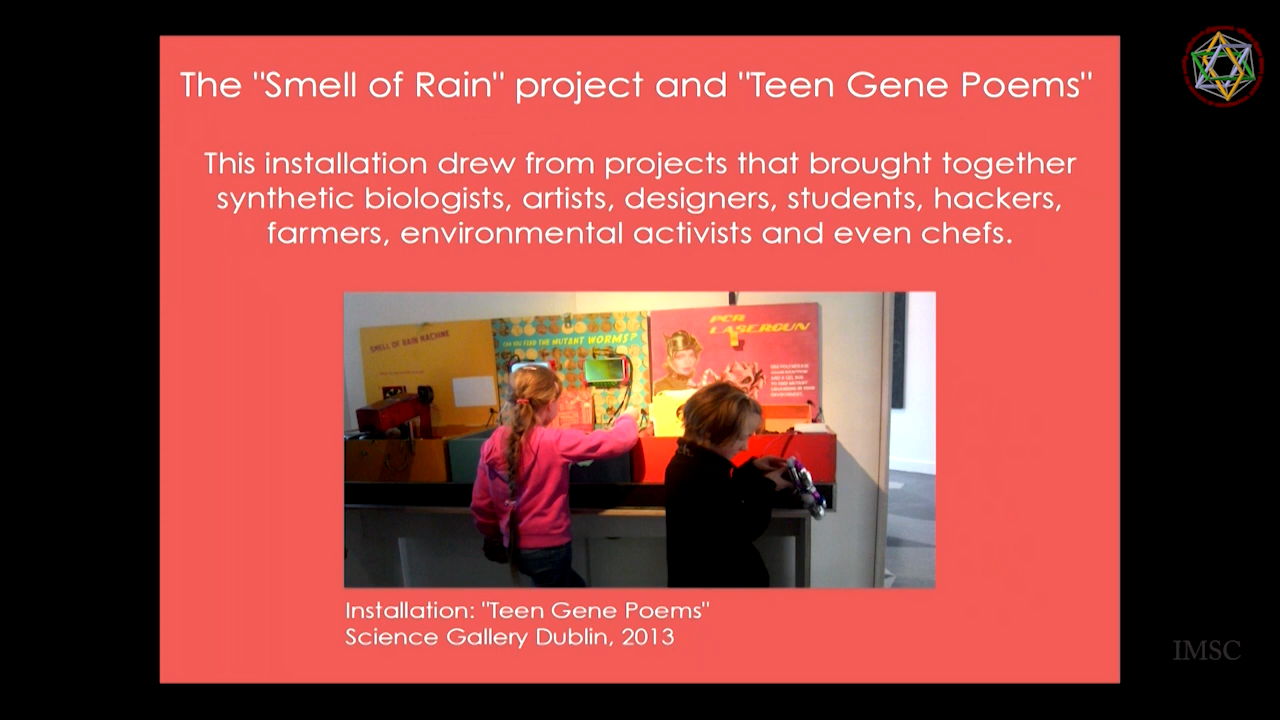 The "Smell of Rain" project and "Teen Gene Poems"
This installation drew from projects that brought together
synthetic biologists, artists, designers, students, hackers,
farmers, environmental activists and even chefs.
SMELL OF RAIN MACHINE
CAN YOU FIND THE MUTANT WORMS?
PCR
LASERGUN
Installation: "Teen Gene Poems"
Science Gallery Dublin, 2013
IMSC